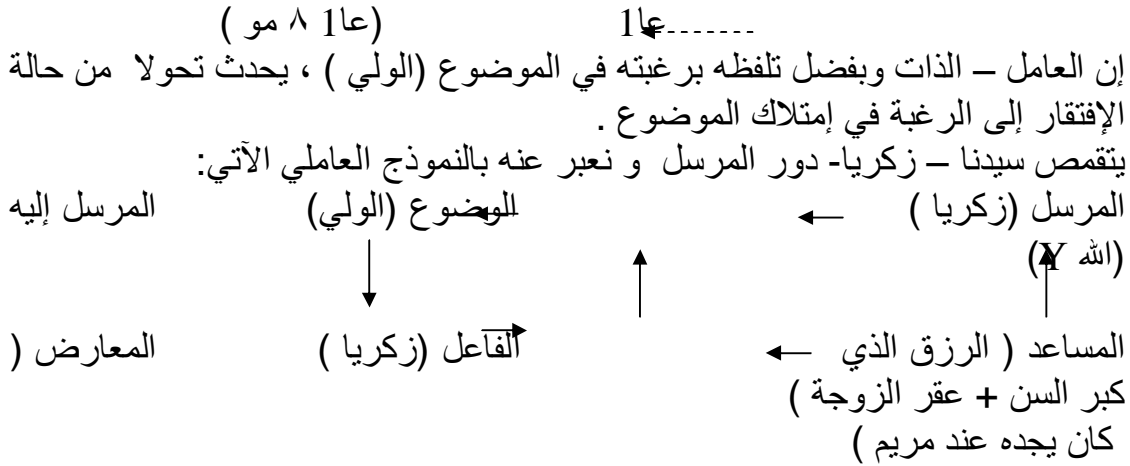 عا1 (عا1 ٨ مو )
إن العامل – الذات وبفضل تلفظه برغبته في الموضوع (الولي ) ، يحدث تحولا من حالة
الإفتقار إلى الرغبة في إمتلاك الموضوع .
يتقمص سيدنا – زكريا- دور المرسل و نعبر عنه بالنموذج العاملي الآتي:
المرسل (زكريا ) الموضوع (الولي) المرسل إليه
(الله Y)
المساعد ( الرزق الذي الفاعل (زكريا ) المعارض (
كبر السن + عقر الزوجة )
كان يجده عند مريم )